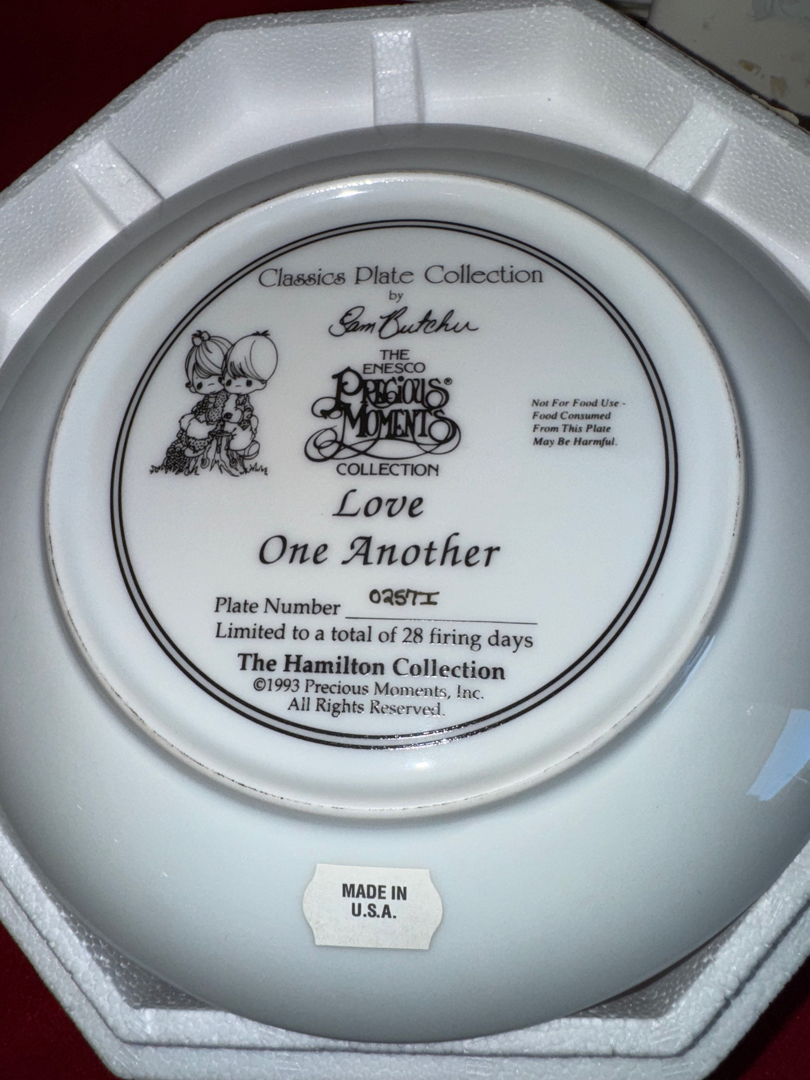 Classics Plate Collection
by
Sam Butcher
THE
ENESCO
PRECIOUS®
MOMENTS
COLLECTION
Not For Food Use -
Food Consumed
From This Plate
May Be Harmful.
Love
One Another
Plate Number 0257I
Limited to a total of 28 firing days
The Hamilton Collection
©1993 Precious Moments, Inc.
All Rights Reserved.
MADE IN
U.S.A.